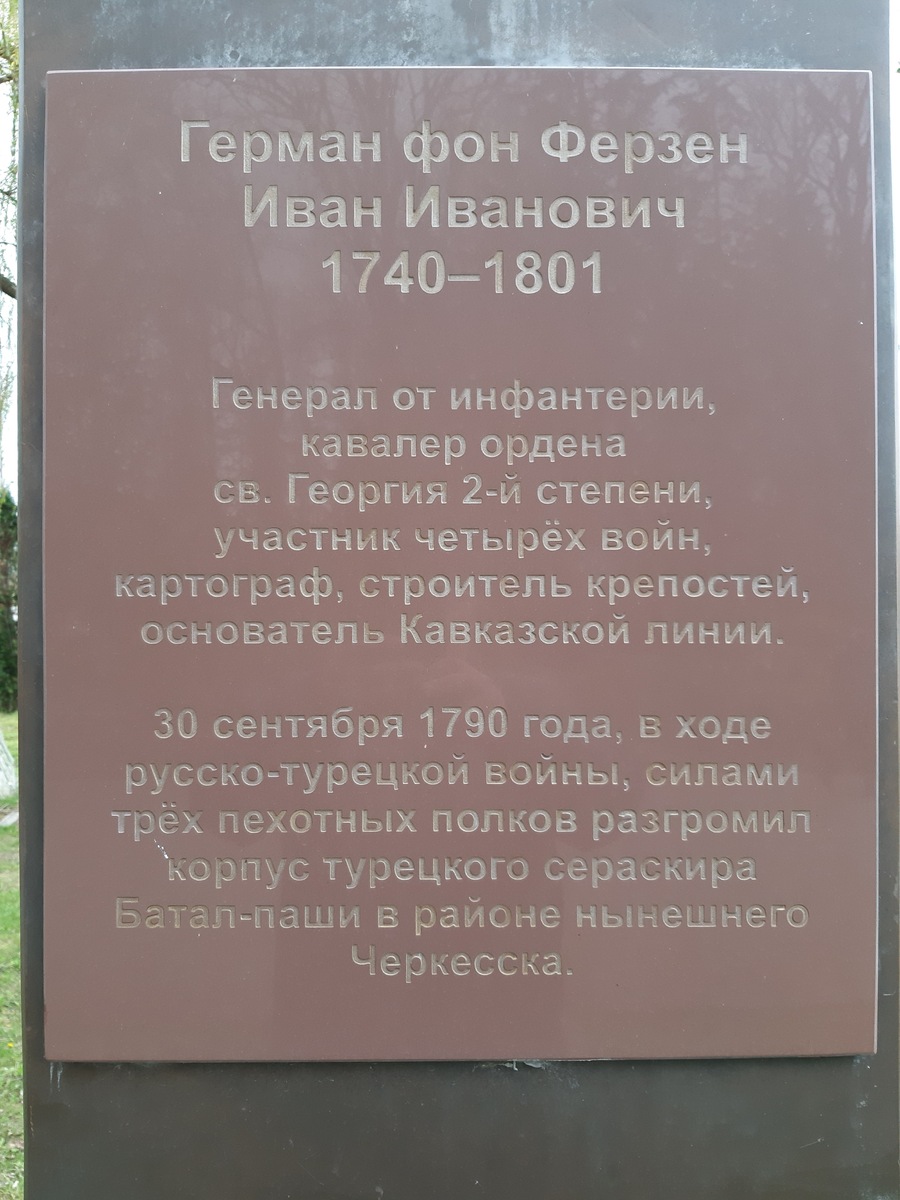 Герман фон Ферзен
Иван Иванович
1740–1801
Генерал от инфантерии,
кавалер ордена
св. Георгия 2-й степени,
участник четырёх войн,
картограф, строитель крепостей,
основатель Кавказской линии.
30 сентября 1790 года, в ходе
русско-турецкой войны, силами
трёх пехотных полков разгромил
корпус турецкого сераскира
Батал-паши в районе нынешнего
Черкесска.